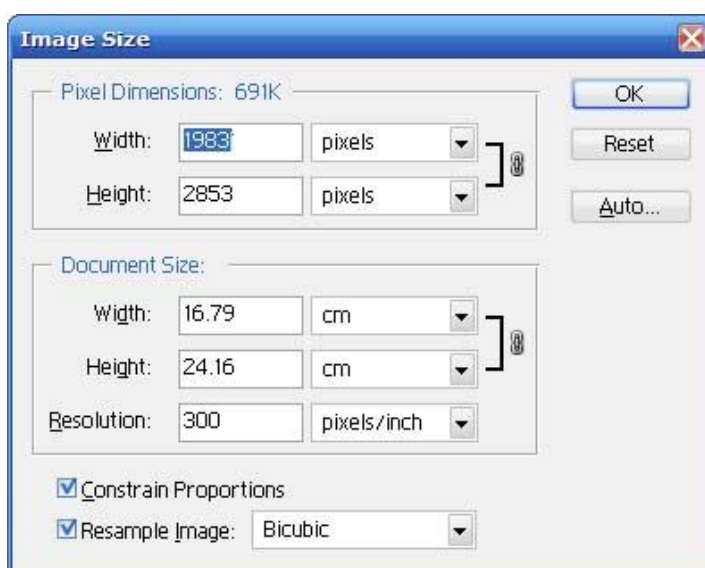 Image Size
Pixel Dimensions: 691K
OK
Width: 1983 pixels
Reset
Height: 2853 pixels
Auto...
Document Size:
Width: 16.79 cm
Height: 24.16 cm
Resolution: 300 pixels/inch
Constrain Proportions
Resample Image: Bicubic